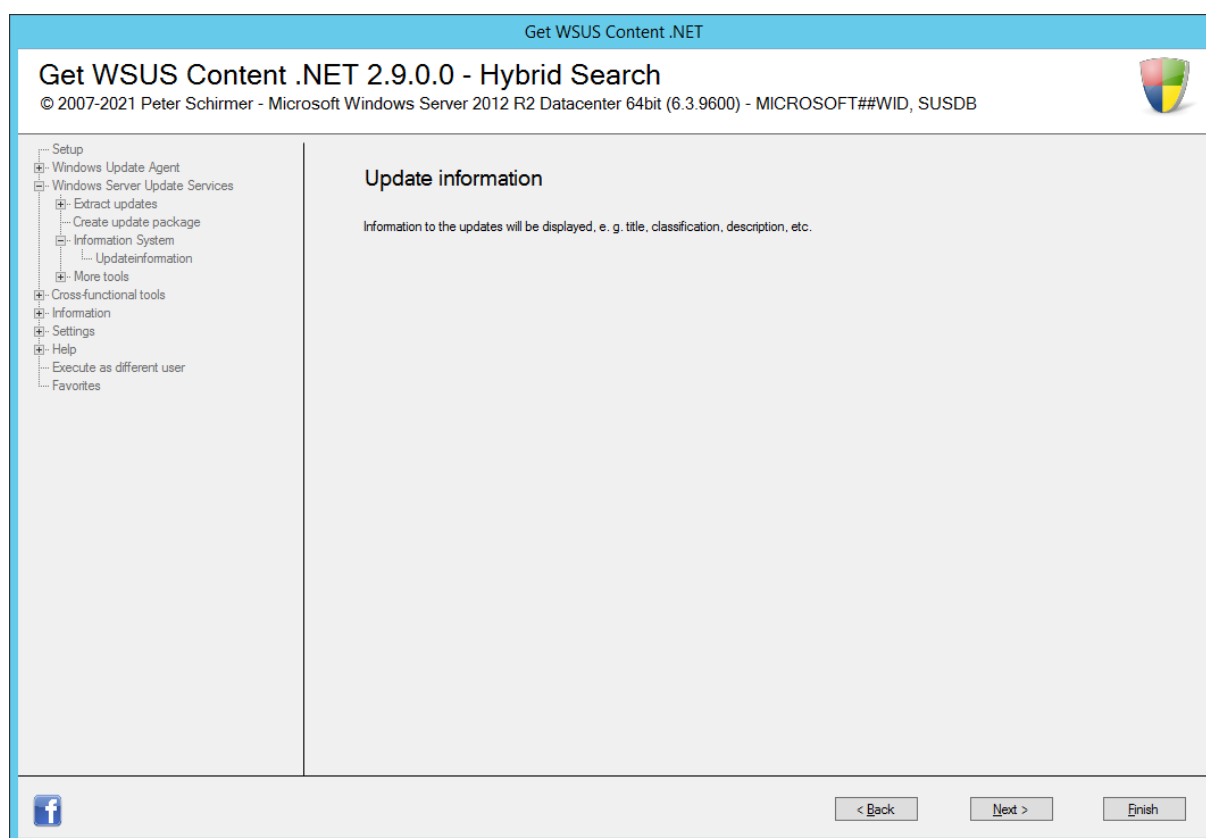 Get WSUS Content .NET
Get WSUS Content .NET 2.9.0.0 - Hybrid Search
© 2007-2021 Peter Schirmer - Microsoft Windows Server 2012 R2 Datacenter 64bit (6.3.9600) - MICROSOFT##WID, SUSDB
Setup
Windows Update Agent
Windows Server Update Services
Extract updates
Create update package
Information System
Updateinformation
More tools
Cross-functional tools
Information
Settings
Help
Execute as different user
Favorites
Update information
Information to the updates will be displayed, e. g. title, classification, description, etc.
f
< Back
Next >
Finish